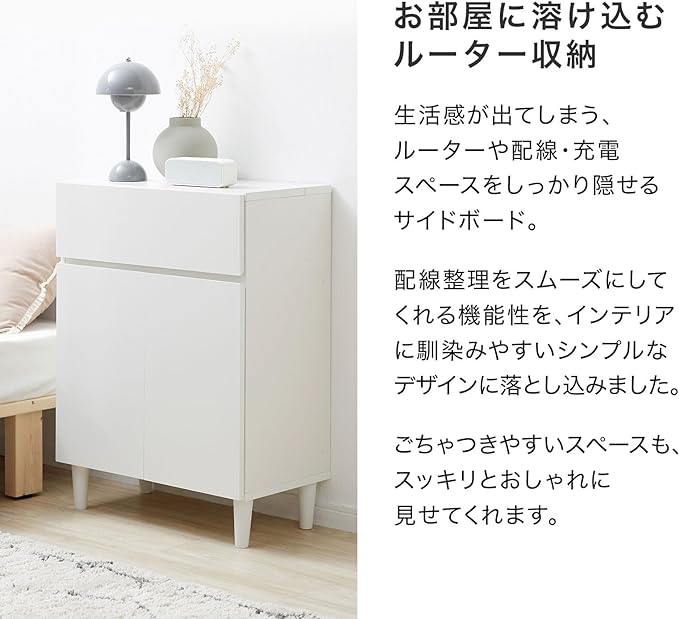 お部屋に溶け込む
ルーター収納
生活感が出てしまう、
ルーターや配線・充電
スペースをしっかり隠せる
サイドボード。
配線整理をスムーズにして
くれる機能性を、インテリア
に馴染みやすいシンプルな
デザインに落とし込みました。
ごちゃつきやすいスペースも、
スッキリとおしゃれに
見せてくれます。